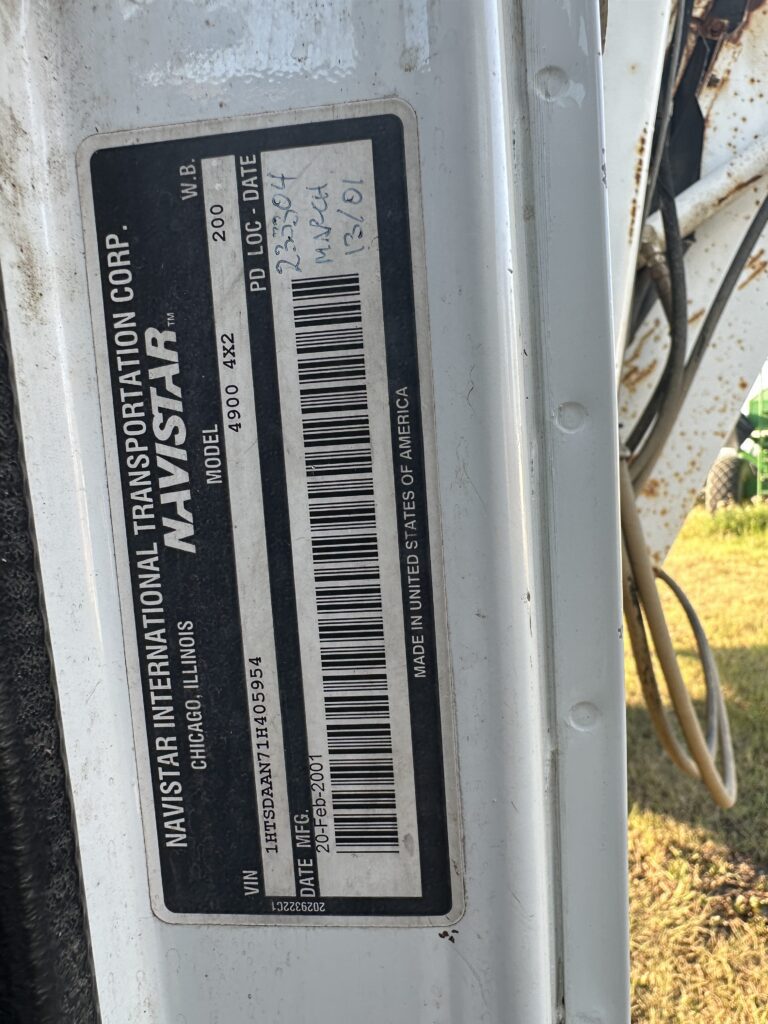 NAVISTAR INTERNATIONAL TRANSPORTATION CORP.
CHICAGO, ILLINOIS
NAVISTAR™
MODEL W.B.
VIN
1HTSDAAN71H405954 4900 4X2 200
DATE MFG. PD LOC - DATE
20-Feb-2001
233304
MARCH
13/01
MADE IN UNITED STATES OF AMERICA
2029322C1